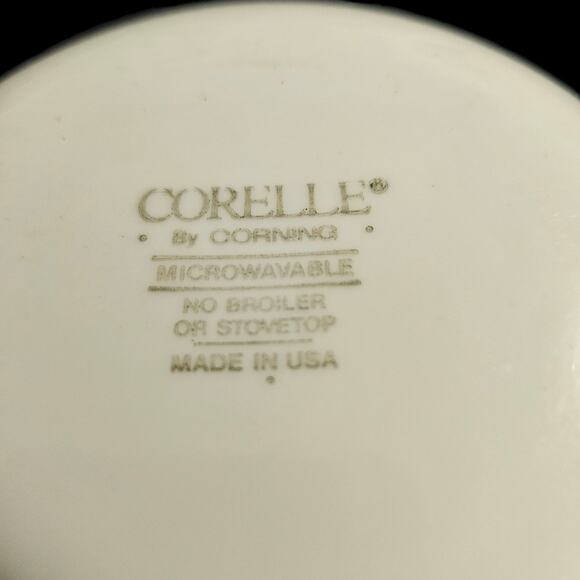 CORELLE®
By CORNING
MICROWAVABLE
NO BROILER
OR STOVETOP
MADE IN USA